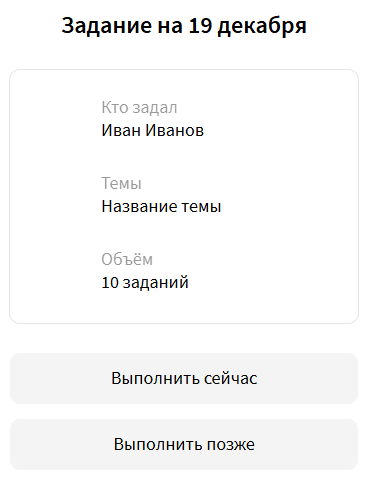 Задание на 19 декабря
Кто задал
Иван Иванов
Темы
Название темы
Объём
10 заданий
Выполнить сейчас
Выполнить позже